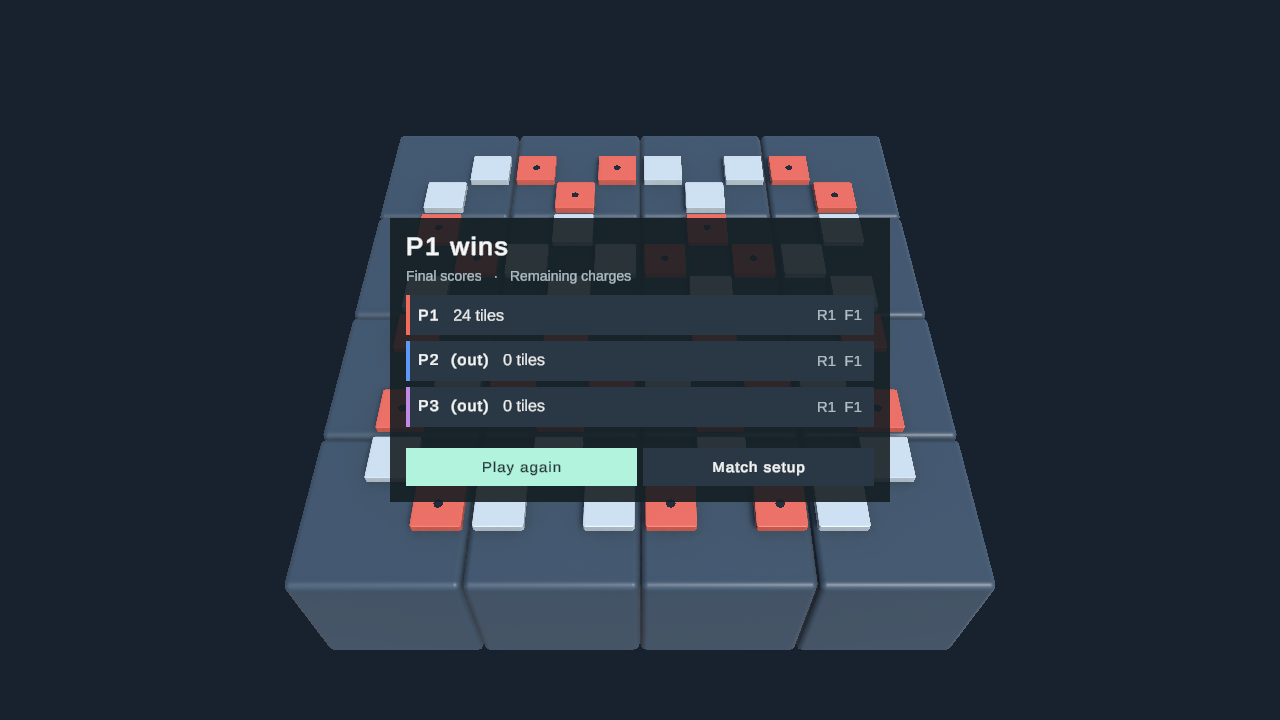 P1 wins
Final scores · Remaining charges
P1 24 tiles R1 F1
P2 (out) 0 tiles R1 F1
P3 (out) 0 tiles R1 F1
Play again Match setup